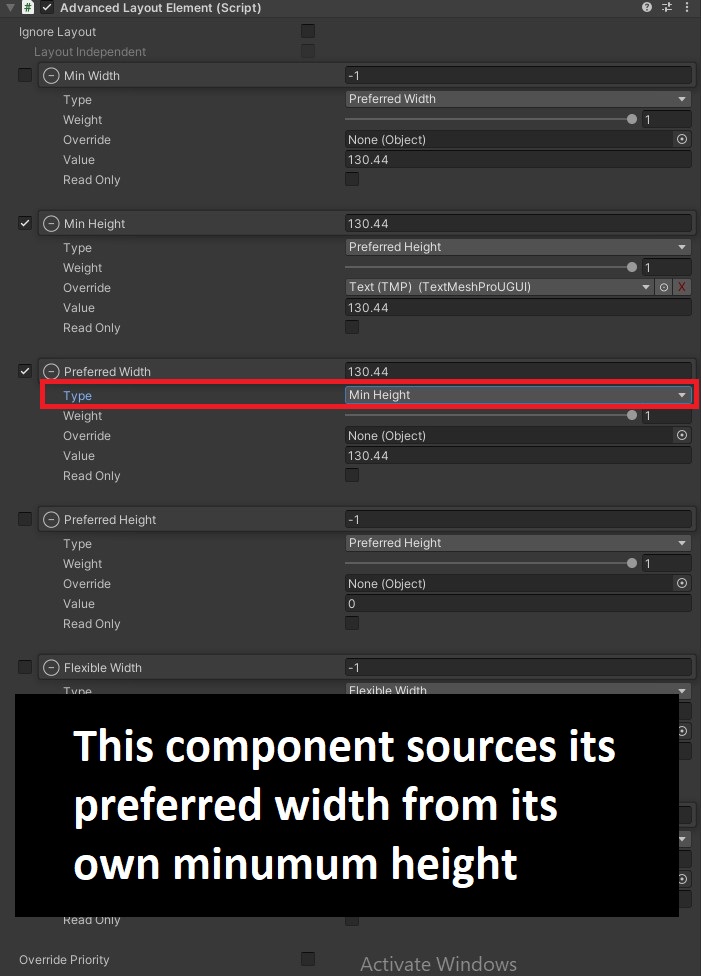 # Advanced Layout Element (Script)
Ignore Layout
Layout Independent
Min Width -1
Type Preferred Width
Weight 1
Override None (Object)
Value 130.44
Read Only
Min Height 130.44
Type Preferred Height
Weight 1
Override Text (TMP) (TextMeshProUGUI) X
Value 130.44
Read Only
Preferred Width 130.44
Type Min Height
Weight 1
Override None (Object)
Value 130.44
Read Only
Preferred Height -1
Type Preferred Height
Weight 1
Override None (Object)
Value 0
Read Only
Flexible Width -1
Type Flexible Width
This component sources its
preferred width from its
own minumum height
Read Only
Override Priority
Activate Windows